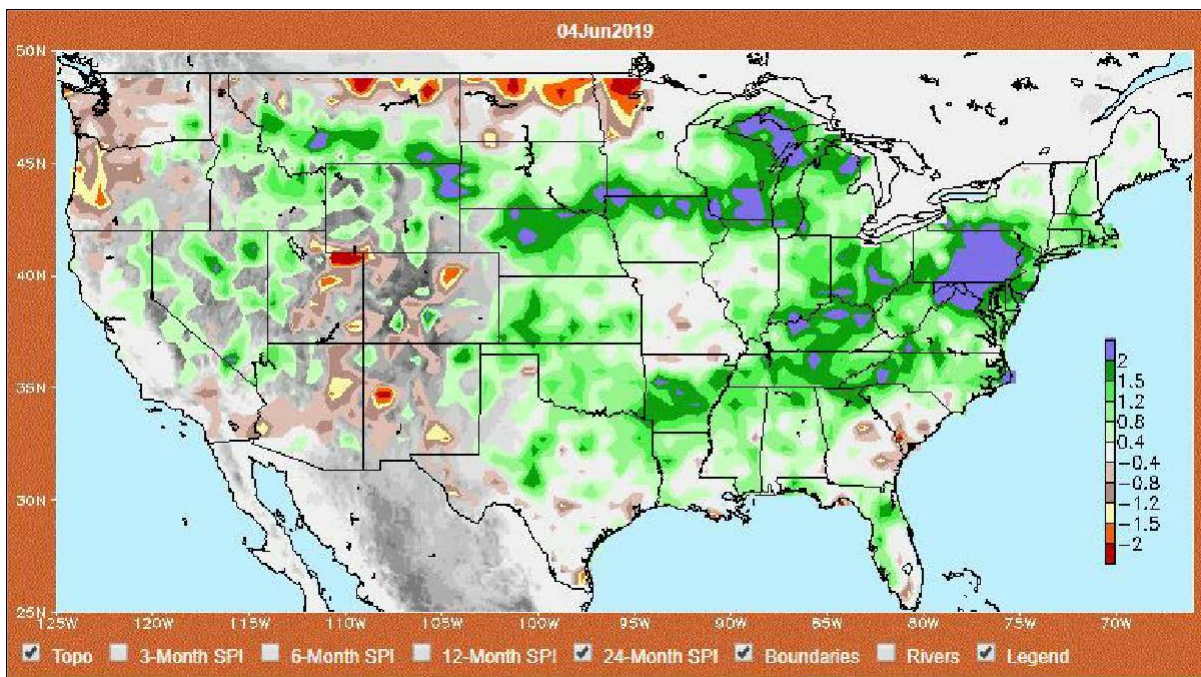 04Jun2019
50N
45N
40N
35N
30N
25N
2
1.5
1.2
0.8
0.4
-0.4
-0.8
-1.2
-1.5
-2
125W 120W 115W 110W 105W 100W 95W 90W 85W 80W 75W 70W
Topo 3-Month SPI 6-Month SPI 12-Month SPI 24-Month SPI Boundaries Rivers Legend